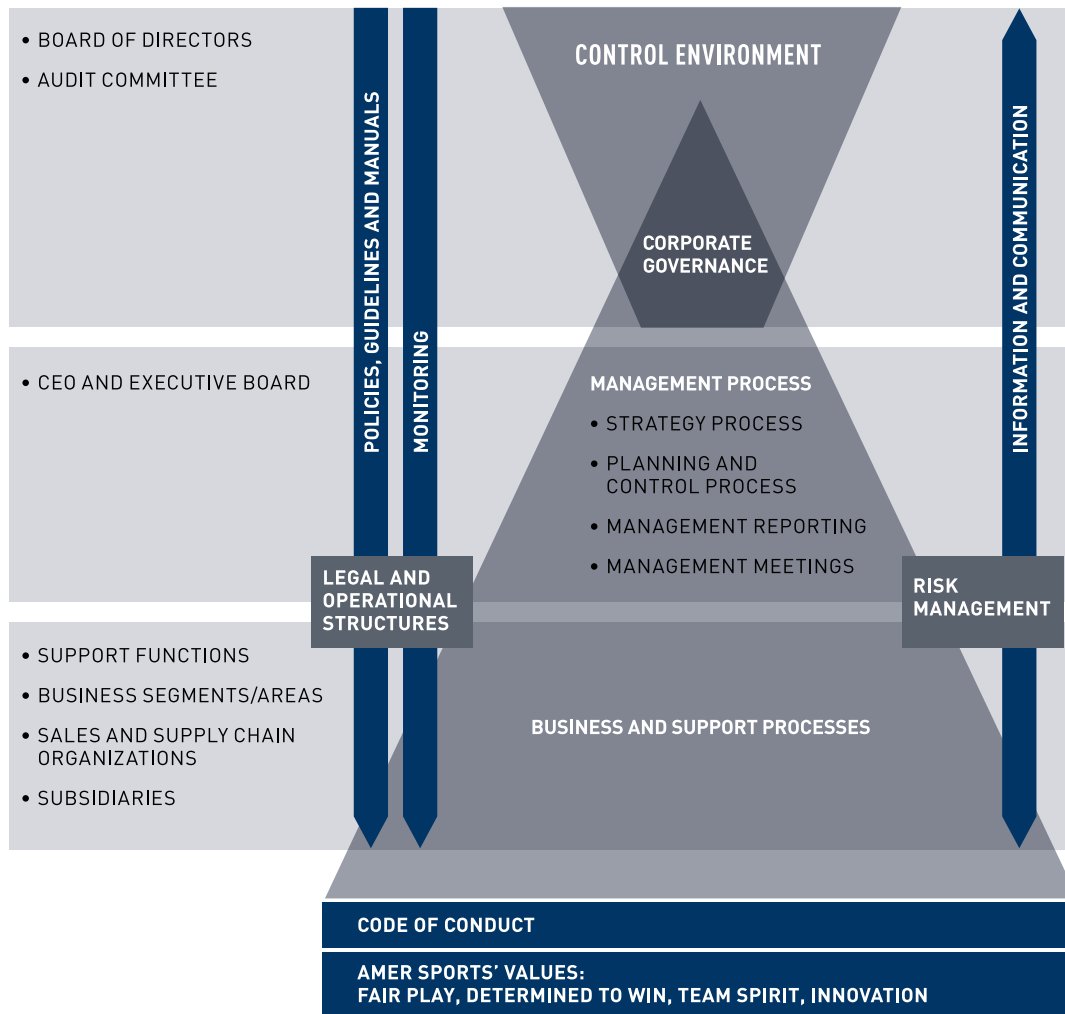 • BOARD OF DIRECTORS
• AUDIT COMMITTEE
POLICIES, GUIDELINES AND MANUALS
MONITORING
CONTROL ENVIRONMENT
CORPORATE
GOVERNANCE
INFORMATION AND COMMUNICATION
• CEO AND EXECUTIVE BOARD
MANAGEMENT PROCESS
• STRATEGY PROCESS
• PLANNING AND
CONTROL PROCESS
• MANAGEMENT REPORTING
• MANAGEMENT MEETINGS
LEGAL AND
OPERATIONAL
STRUCTURES
RISK
MANAGEMENT
• SUPPORT FUNCTIONS
• BUSINESS SEGMENTS/AREAS
• SALES AND SUPPLY CHAIN
ORGANIZATIONS
• SUBSIDIARIES
BUSINESS AND SUPPORT PROCESSES
CODE OF CONDUCT
AMER SPORTS’ VALUES:
FAIR PLAY, DETERMINED TO WIN, TEAM SPIRIT, INNOVATION